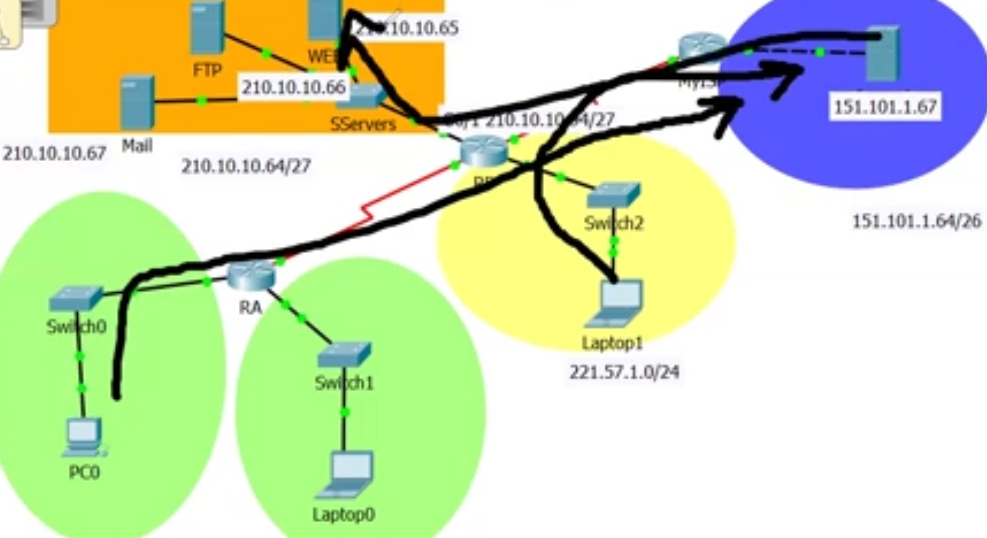 10.10.65
FTP
WEB
210.10.10.66
SServers
Mail
210.10.10.67
210.10.10.64/27
MyISP
151.101.1.67
151.101.1.64/26
Switch2
Laptop1
221.57.1.0/24
RA
Switch0
PC0
Switch1
Laptop0